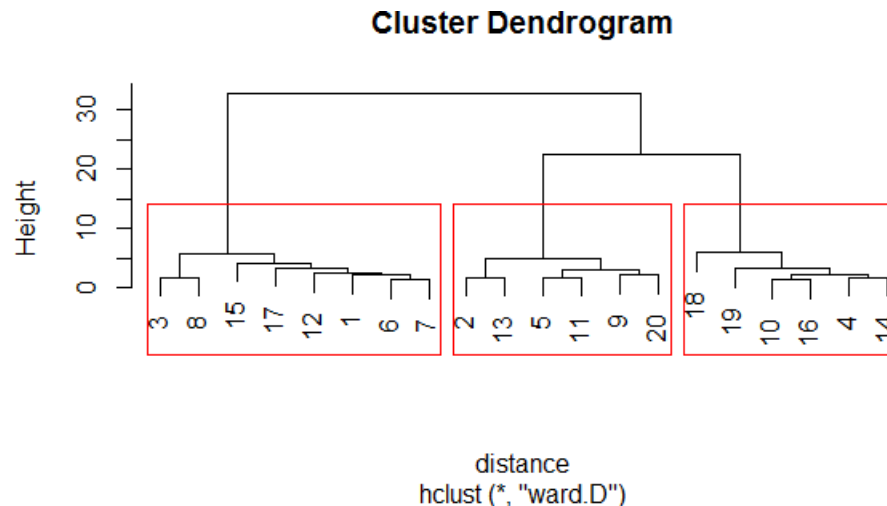 Cluster Dendrogram
Height
30
20
10
0
3 8 15 17 12 1 6 7 2 13 5 11 9 20 18 19 10 16 4 14
distance
hclust (*, "ward.D")